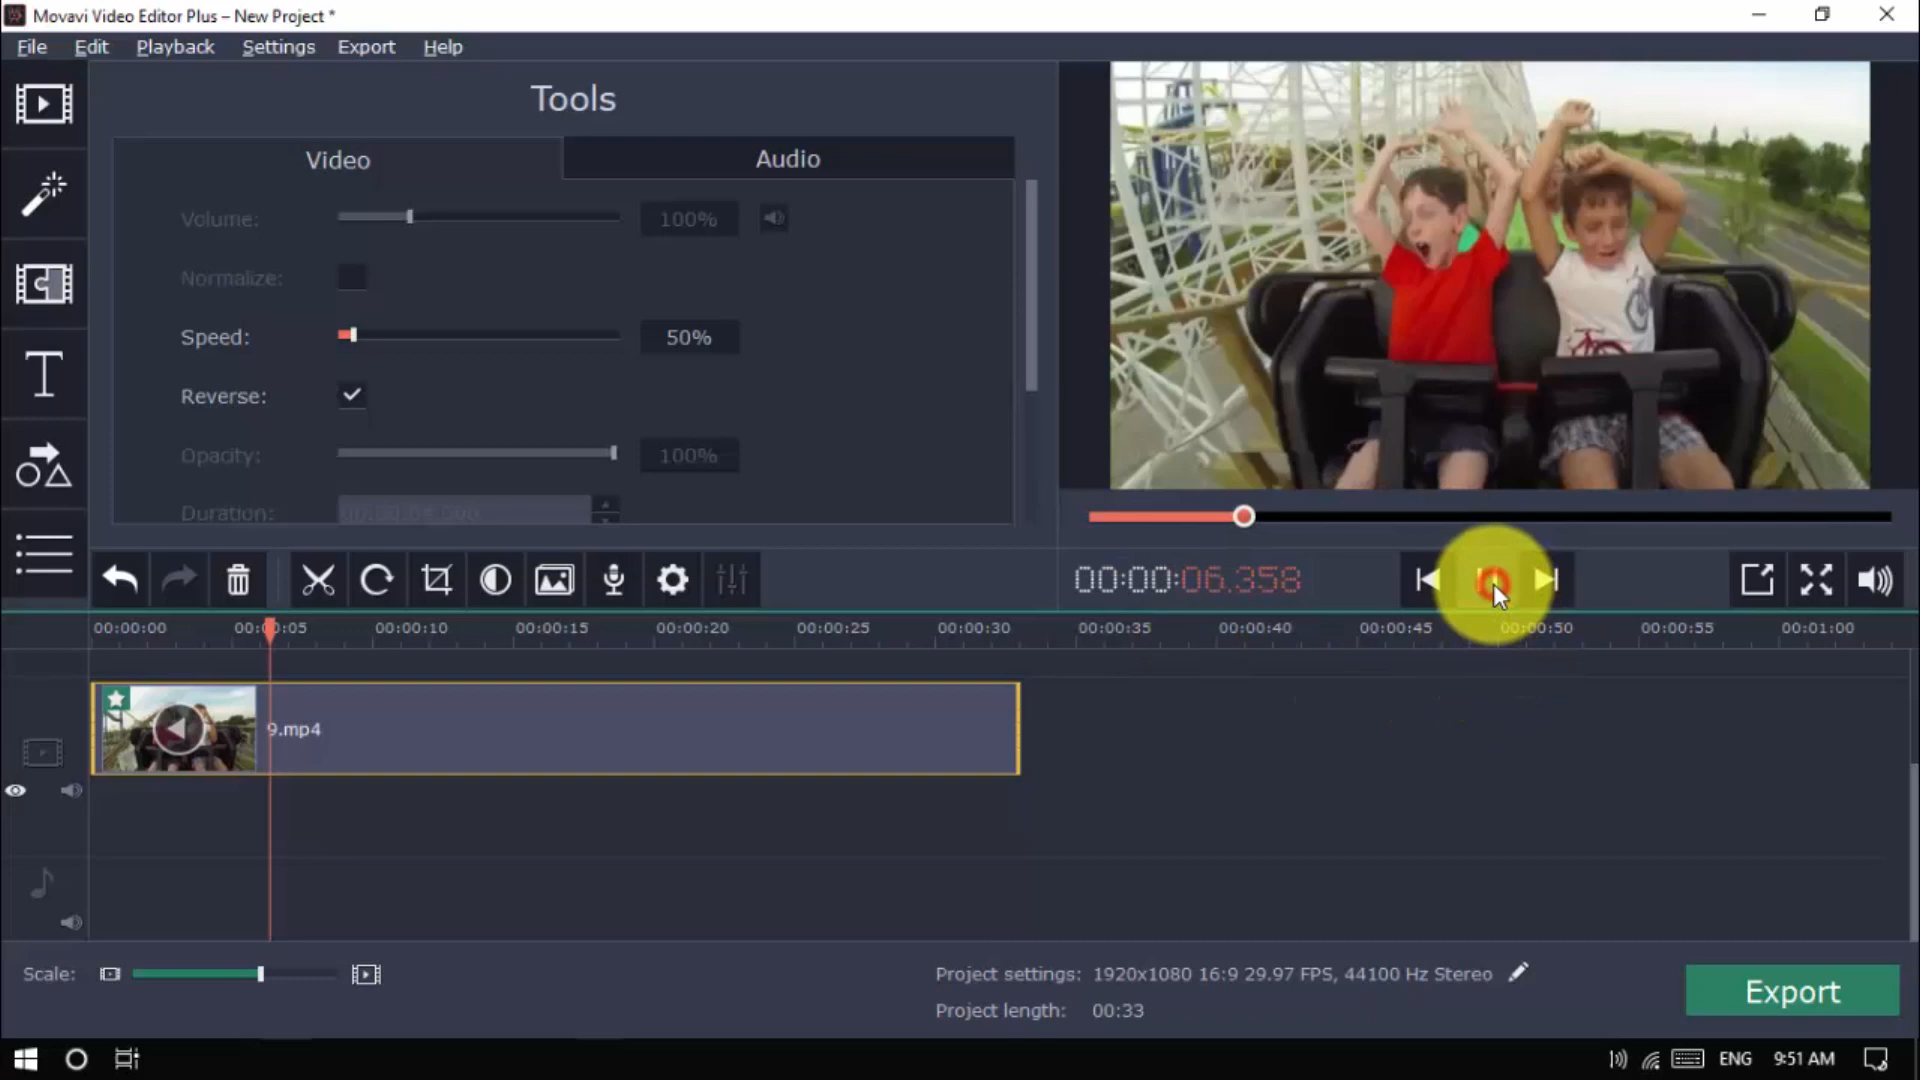 Movavi Video Editor Plus – New Project *
File Edit Playback Settings Export Help
Tools
Video Audio
Volume: 100%
Normalize:
Speed: 50%
Reverse:
Opacity: 100%
Duration:
00:00:06.358
00:00:00 00:00:05 00:00:10 00:00:15 00:00:20 00:00:25 00:00:30 00:00:35 00:00:40 00:00:45 00:00:50 00:00:55 00:01:00
9.mp4
Scale:
Project settings: 1920x1080 16:9 29.97 FPS, 44100 Hz Stereo
Project length: 00:33
Export
ENG 9:51 AM